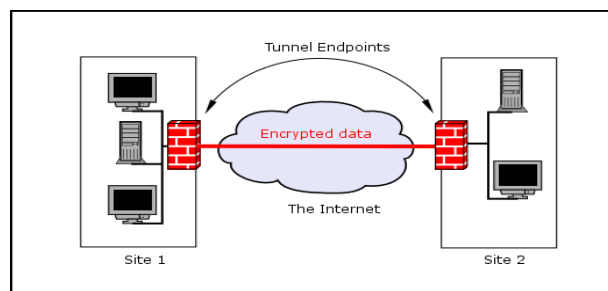 Tunnel Endpoints
Encrypted data
The Internet
Site 1
Site 2